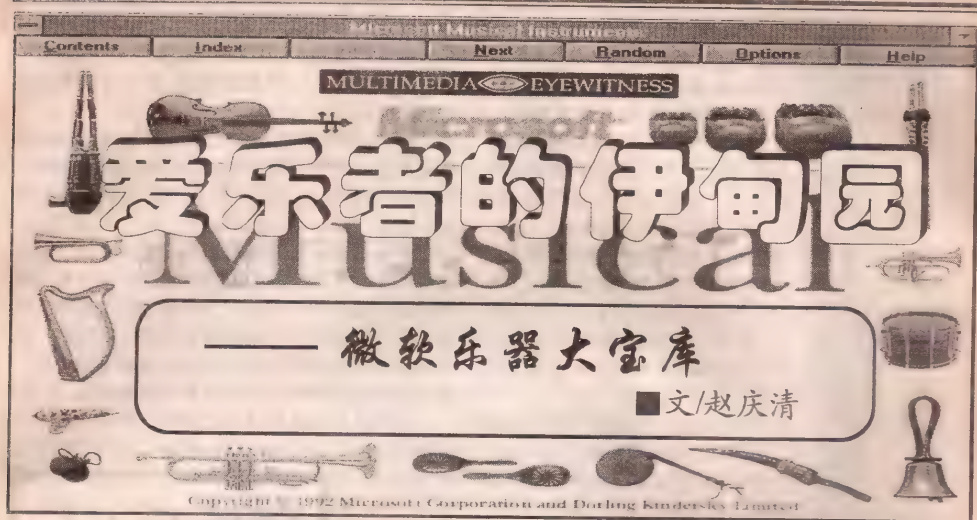 Microsoft Musical Instruments
Contents Index Next Random Options Help
MULTIMEDIA EYEWITNESS
Microsoft
爱乐者的伊甸园
Musical
—— 微软乐器大宝库
■文/赵庆清
Copyright © 1992 Microsoft Corporation and Dorling Kindersley Limited